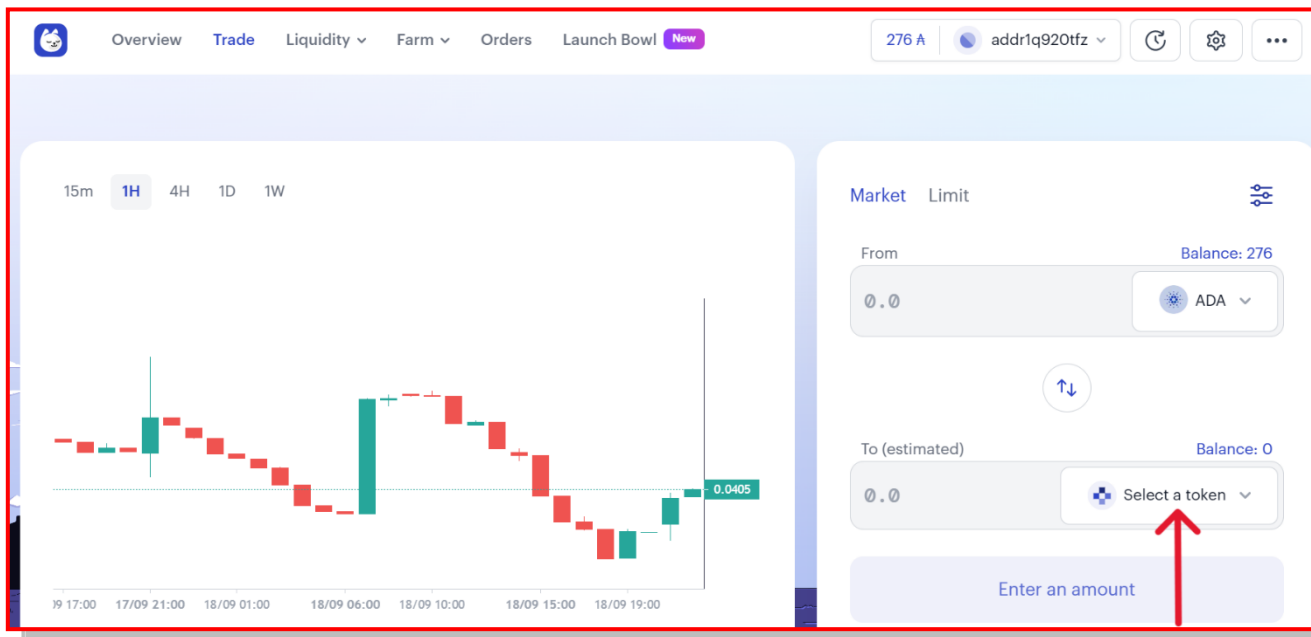 Overview Trade Liquidity Farm Orders Launch Bowl New 276 ₳ addr1q920tfz
15m 1H 4H 1D 1W
Market Limit
From Balance: 276
0.0 ADA
To (estimated) Balance: 0
0.0 Select a token
0.0405
Enter an amount
17:00 17/09 21:00 18/09 01:00 18/09 06:00 18/09 10:00 18/09 15:00 18/09 19:00